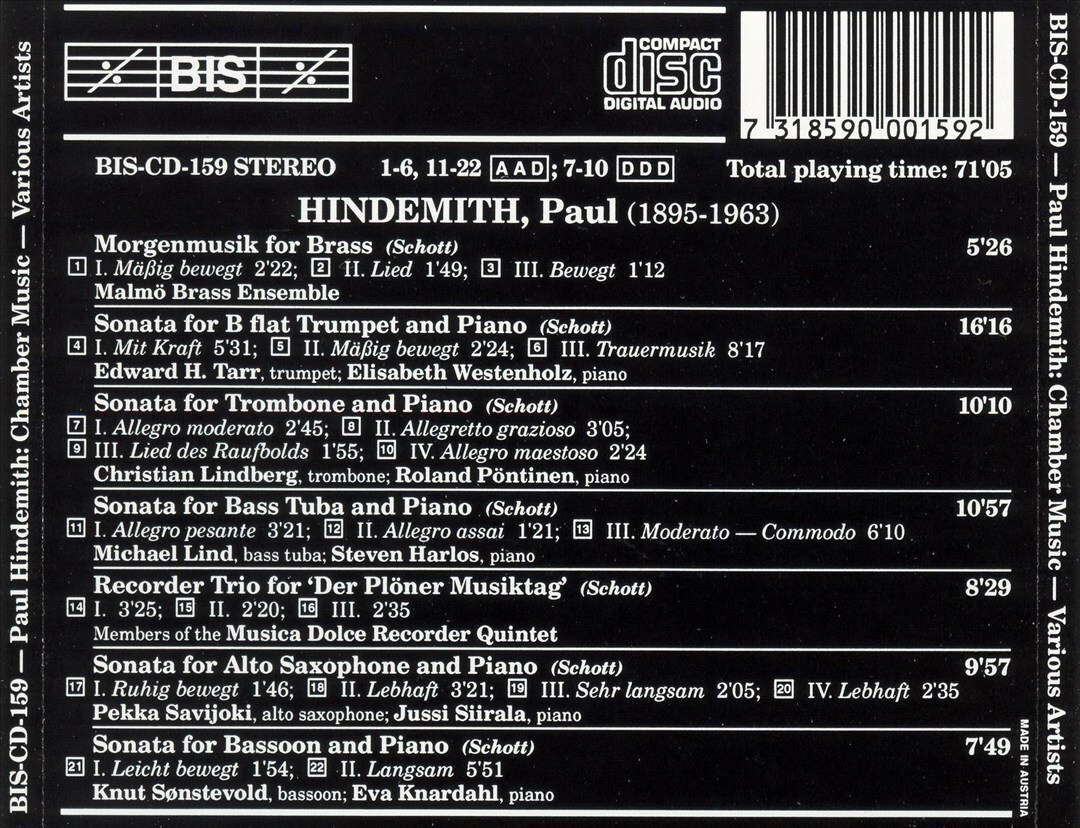 BIS-CD-159 — Paul Hindemith: Chamber Music — Various Artists
BIS
COMPACT
disc
DIGITAL AUDIO
7 318590 001592
BIS-CD-159 STEREO 1-6, 11-22 AAD; 7-10 DDD Total playing time: 71'05
HINDEMITH, Paul (1895-1963)
Morgenmusik for Brass (Schott) 5'26
1 I. Mäßig bewegt 2'22; 2 II. Lied 1'49; 3 III. Bewegt 1'12
Malmö Brass Ensemble
Sonata for B flat Trumpet and Piano (Schott) 16'16
4 I. Mit Kraft 5'31; 5 II. Mäßig bewegt 2'24; 6 III. Trauermusik 8'17
Edward H. Tarr, trumpet; Elisabeth Westenholz, piano
Sonata for Trombone and Piano (Schott) 10'10
7 I. Allegro moderato 2'45; 8 II. Allegretto grazioso 3'05;
9 III. Lied des Raufbolds 1'55; 10 IV. Allegro maestoso 2'24
Christian Lindberg, trombone; Roland Pöntinen, piano
Sonata for Bass Tuba and Piano (Schott) 10'57
11 I. Allegro pesante 3'21; 12 II. Allegro assai 1'21; 13 III. Moderato — Commodo 6'10
Michael Lind, bass tuba; Steven Harlos, piano
Recorder Trio for ‘Der Plöner Musiktag’ (Schott) 8'29
14 I. 3'25; 15 II. 2'20; 16 III. 2'35
Members of the Musica Dolce Recorder Quintet
Sonata for Alto Saxophone and Piano (Schott) 9'57
17 I. Ruhig bewegt 1'46; 18 II. Lebhaft 3'21; 19 III. Sehr langsam 2'05; 20 IV. Lebhaft 2'35
Pekka Savijoki, alto saxophone; Jussi Siirala, piano
Sonata for Bassoon and Piano (Schott) 7'49
21 I. Leicht bewegt 1'54; 22 II. Langsam 5'51
Knut Sønstevold, bassoon; Eva Knardahl, piano
MADE IN AUSTRIA
BIS-CD-159 — Paul Hindemith: Chamber Music — Various Artists